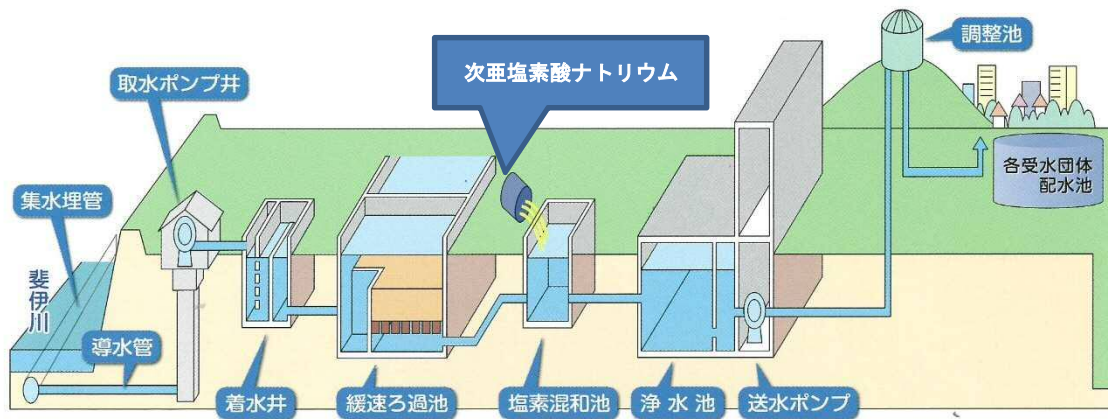 次亜塩素酸ナトリウム
調整池
取水ポンプ井
各受水団体
配水池
集水埋管
斐伊川
導水管
着水井
緩速ろ過池
塩素混和池
浄水池
送水ポンプ